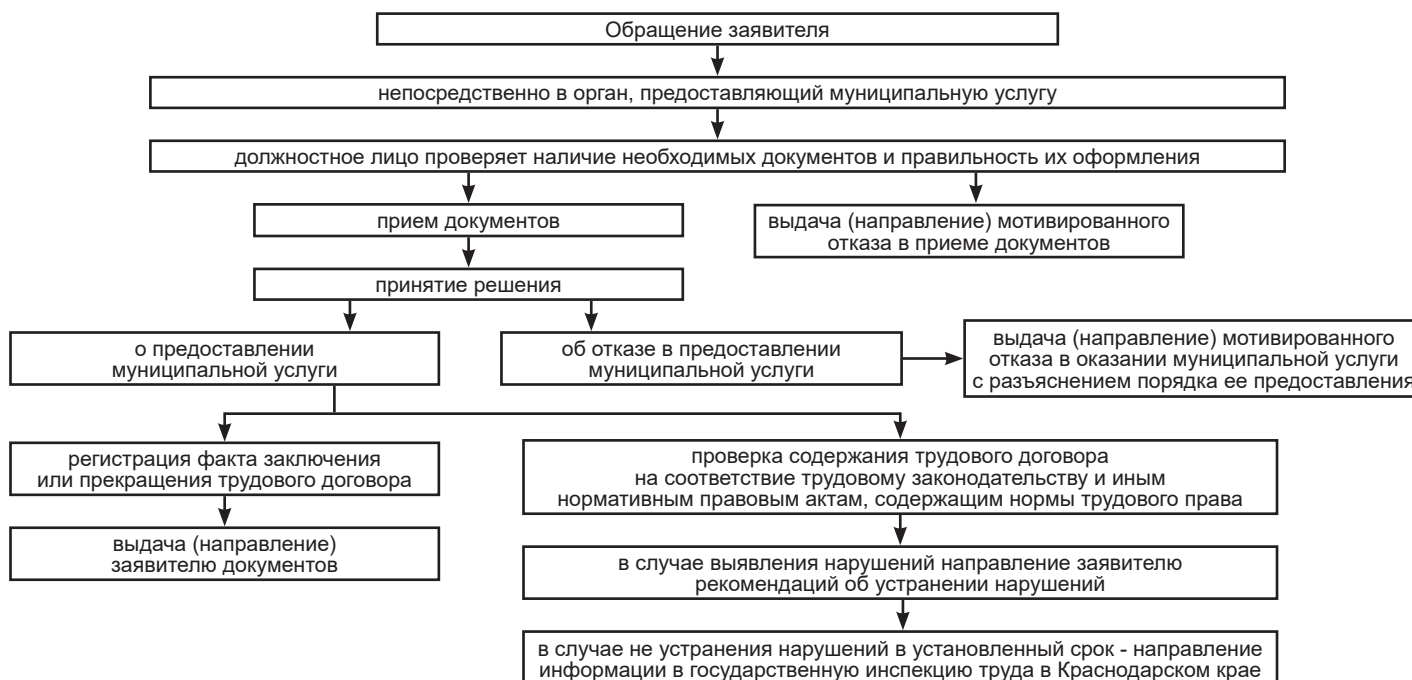 Обращение заявителя
непосредственно в орган, предоставляющий муниципальную услугу
должностное лицо проверяет наличие необходимых документов и правильность их оформления
прием документов
выдача (направление) мотивированного
отказа в приеме документов
принятие решения
о предоставлении
муниципальной услуги
об отказе в предоставлении
муниципальной услуги
выдача (направление) мотивированного
отказа в оказании муниципальной услуги
с разъяснением порядка ее предоставления
регистрация факта заключения
или прекращения трудового договора
проверка содержания трудового договора
на соответствие трудовому законодательству и иным
нормативным правовым актам, содержащим нормы трудового права
выдача (направление)
заявителю документов
в случае выявления нарушений направление заявителю
рекомендаций об устранении нарушений
в случае не устранения нарушений в установленный срок - направление
информации в государственную инспекцию труда в Краснодарском крае